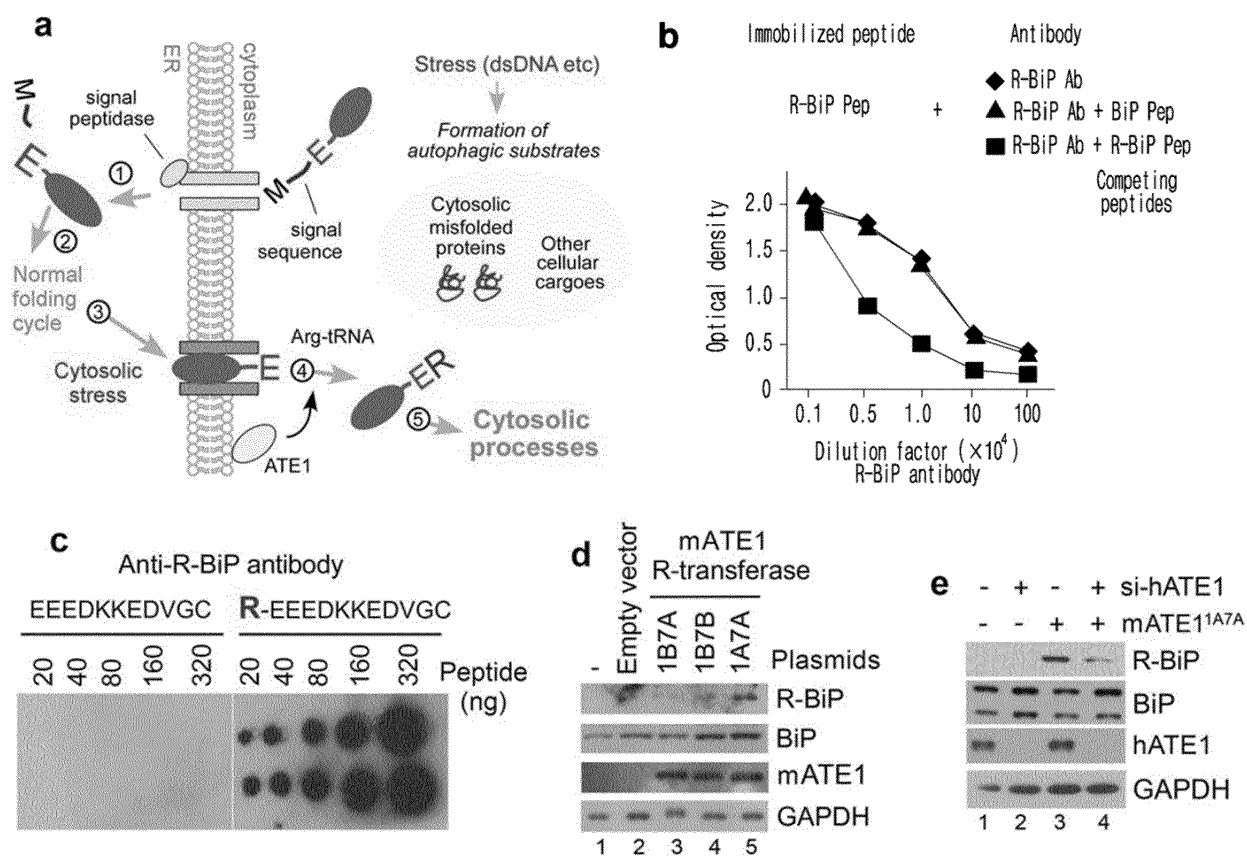 a
ER
cytoplasm
M
E
signal
peptidase
1
M
E
signal
sequence
2
Normal
folding
cycle
3
Cytosolic
stress
E
Arg-tRNA
4
ER
5
Cytosolic
processes
ATE1
Stress (dsDNA etc)
Formation of
autophagic substrates
Cytosolic
misfolded
proteins
Other
cellular
cargoes
b
Immobilized peptide
Antibody
R-BiP Pep
+
R-BiP Ab
R-BiP Ab + BiP Pep
R-BiP Ab + R-BiP Pep
Competing
peptides
Optical density
2.0
1.5
1.0
0.5
0
0.1 0.5 1.0 10 100
Dilution factor (×10⁴)
R-BiP antibody
c
Anti-R-BiP antibody
EEEDKKEDVGC
R-EEEDKKEDVGC
20 40 80 160 320
20 40 80 160 320
Peptide
(ng)
d
mATE1
R-transferase
- Empty vector 1B7A 1B7B 1A7A
Plasmids
R-BiP
BiP
mATE1
GAPDH
1 2 3 4 5
e
- + - + si-hATE1
- - + + mATE1¹ᴬ⁷ᴬ
R-BiP
BiP
hATE1
GAPDH
1 2 3 4